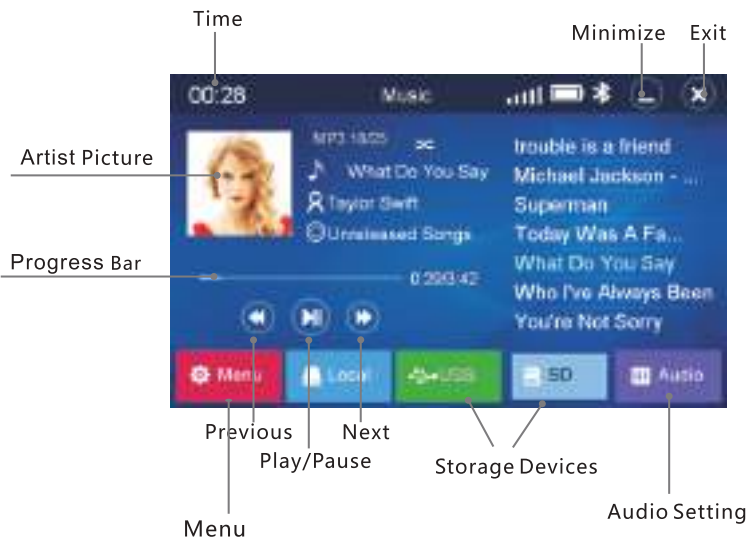 Time
Minimize Exit
00:28 Music
MP3 18/25
What Do You Say
Taylor Swift
Unreleased Songs
Artist Picture
Progress Bar
0:39/3:42
trouble is a friend
Michael Jackson - ...
Superman
Today Was A Fa...
What Do You Say
Who I've Always Been
You're Not Sorry
Menu Local USB SD Audio
Previous Next
Play/Pause
Storage Devices
Audio Setting
Menu